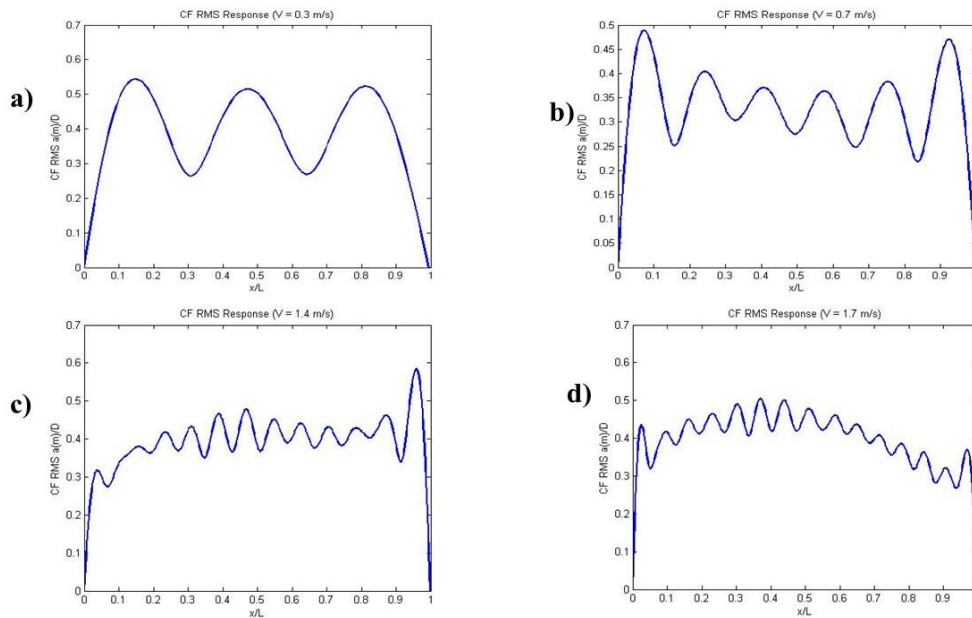 a)
CF RMS Response (V = 0.3 m/s)
CF RMS a(m)/D
0.7
0.6
0.5
0.4
0.3
0.2
0.1
0
0 0.1 0.2 0.3 0.4 0.5 0.6 0.7 0.8 0.9 1
x/L
b)
CF RMS Response (V = 0.7 m/s)
CF RMS a(m)/D
0.5
0.45
0.4
0.35
0.3
0.25
0.2
0.15
0.1
0.05
0
0 0.1 0.2 0.3 0.4 0.5 0.6 0.7 0.8 0.9
x/L
c)
CF RMS Response (V = 1.4 m/s)
CF RMS a(m)/D
0.7
0.6
0.5
0.4
0.3
0.2
0.1
0
0 0.1 0.2 0.3 0.4 0.5 0.6 0.7 0.8 0.9 1
x/L
d)
CF RMS Response (V = 1.7 m/s)
CF RMS a(m)/D
0.7
0.6
0.5
0.4
0.3
0.2
0.1
0
0 0.1 0.2 0.3 0.4 0.5 0.6 0.7 0.8 0.9
x/L